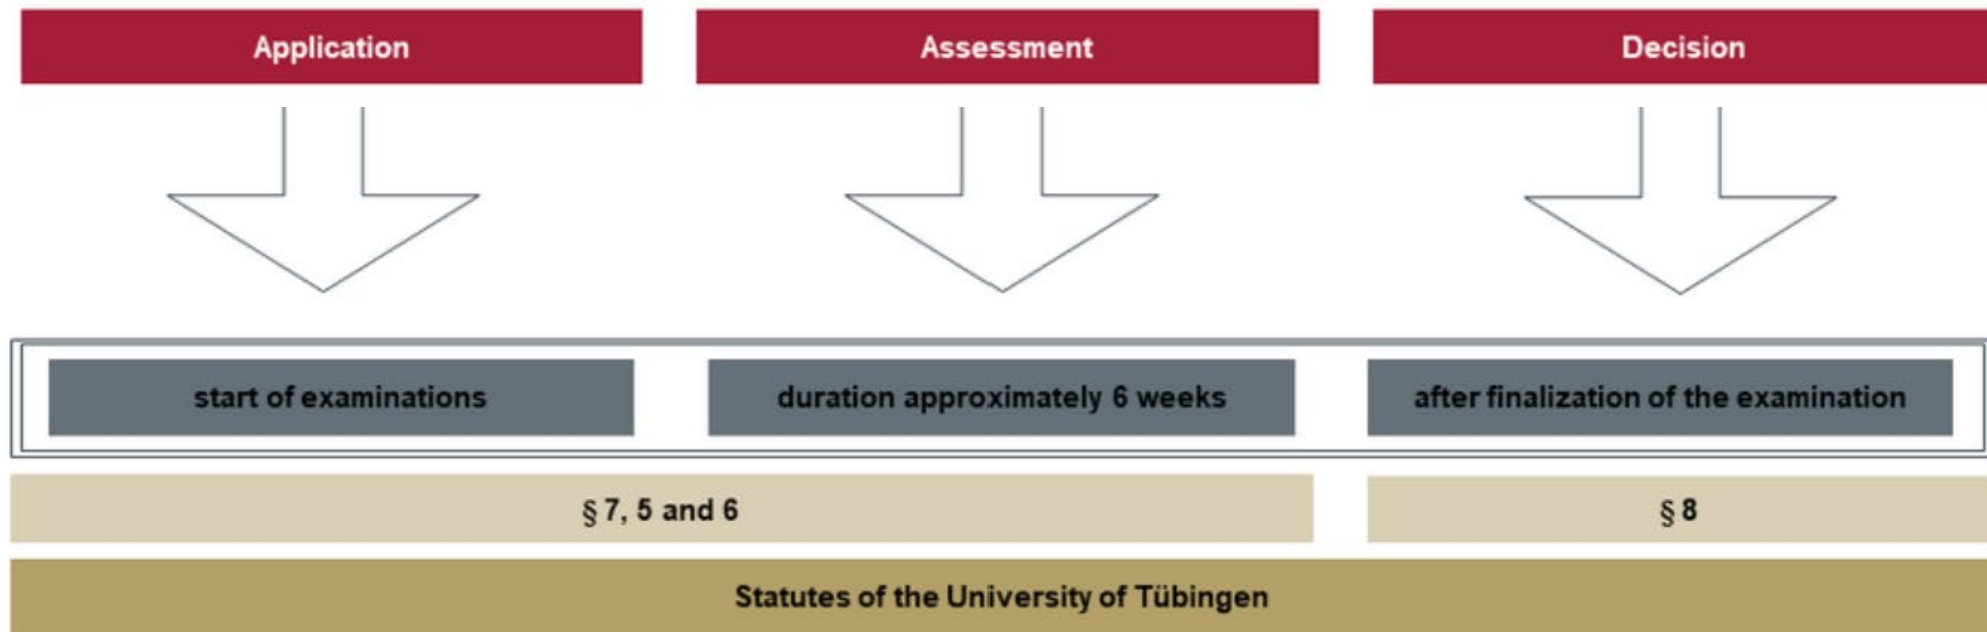 Application
Assessment
Decision
start of examinations
duration approximately 6 weeks
after finalization of the examination
§ 7, 5 and 6
§ 8
Statutes of the University of Tübingen